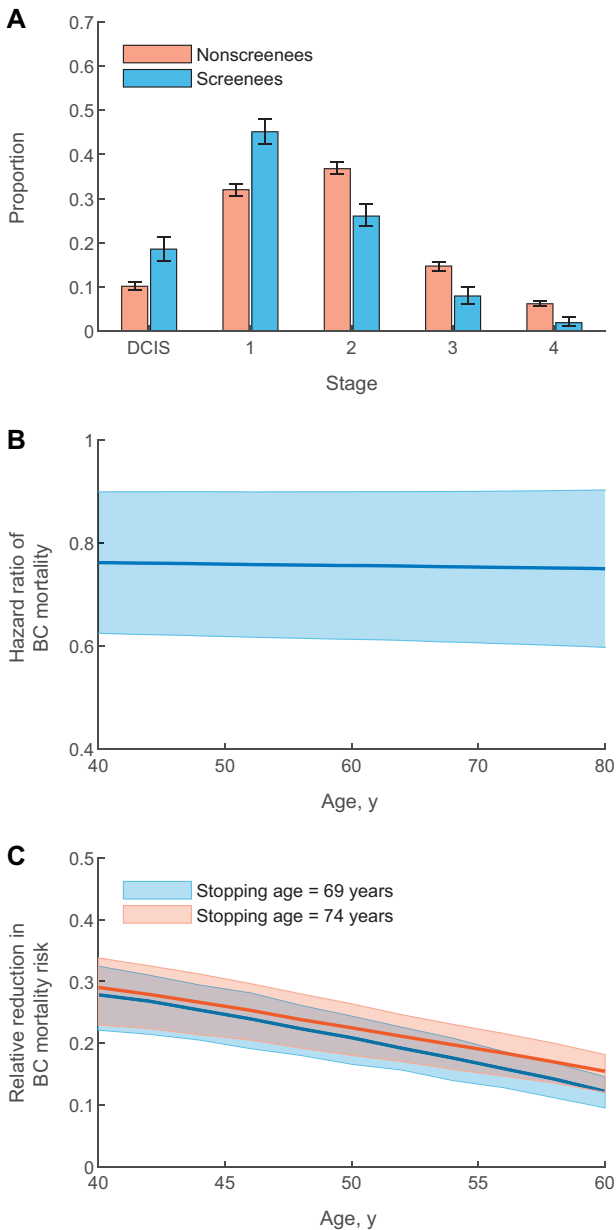 A
0.7
0.6
0.5
0.4
0.3
0.2
0.1
0
Proportion
Nonscreenees
Screenees
DCIS 1 2 3 4
Stage
B
1
0.8
0.6
0.4
Hazard ratio of
BC mortality
40 50 60 70 80
Age, y
C
0.5
0.4
0.3
0.2
0.1
0
Relative reduction in
BC mortality risk
Stopping age = 69 years
Stopping age = 74 years
40 45 50 55 60
Age, y